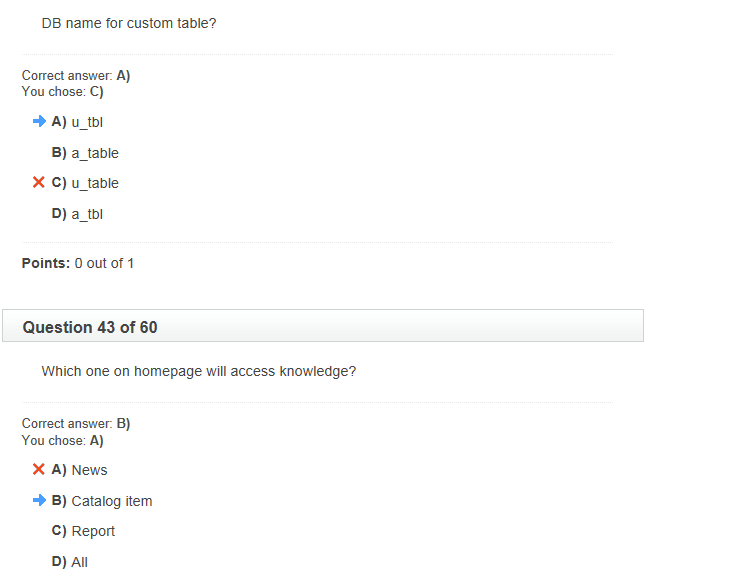 DB name for custom table?
Correct answer: A)
You chose: C)
A) u_tbl
B) a_table
C) u_table
D) a_tbl
Points: 0 out of 1
Question 43 of 60
Which one on homepage will access knowledge?
Correct answer: B)
You chose: A)
A) News
B) Catalog item
C) Report
D) All